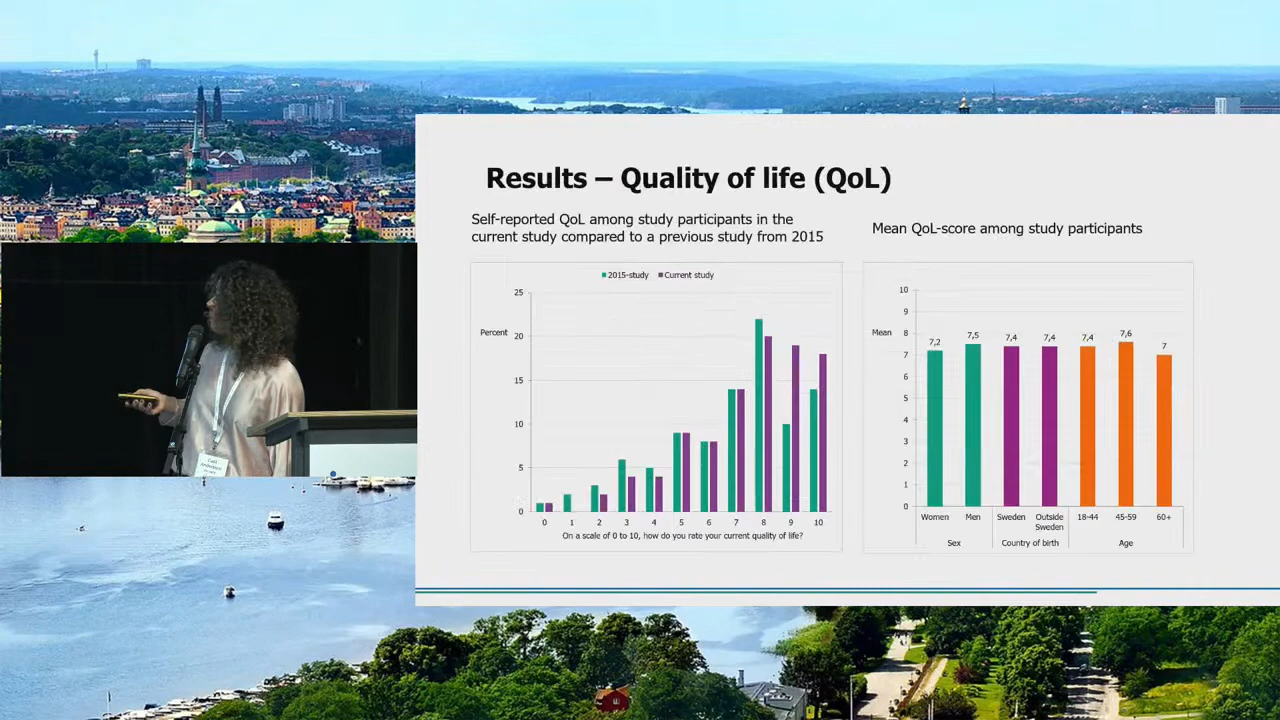 Results – Quality of life (QoL)
Self-reported QoL among study participants in the
current study compared to a previous study from 2015
2015-study Current study
Percent
25
20
15
10
5
0
0 1 2 3 4 5 6 7 8 9 10
On a scale of 0 to 10, how do you rate your current quality of life?
Mean QoL-score among study participants
Mean
10
9
8
7
6
5
4
3
2
1
0
7,2 7,5 7,4 7,4 7,4 7,6 7
Women Men Sweden Outside Sweden 18-44 45-59 60+
Sex Country of birth Age